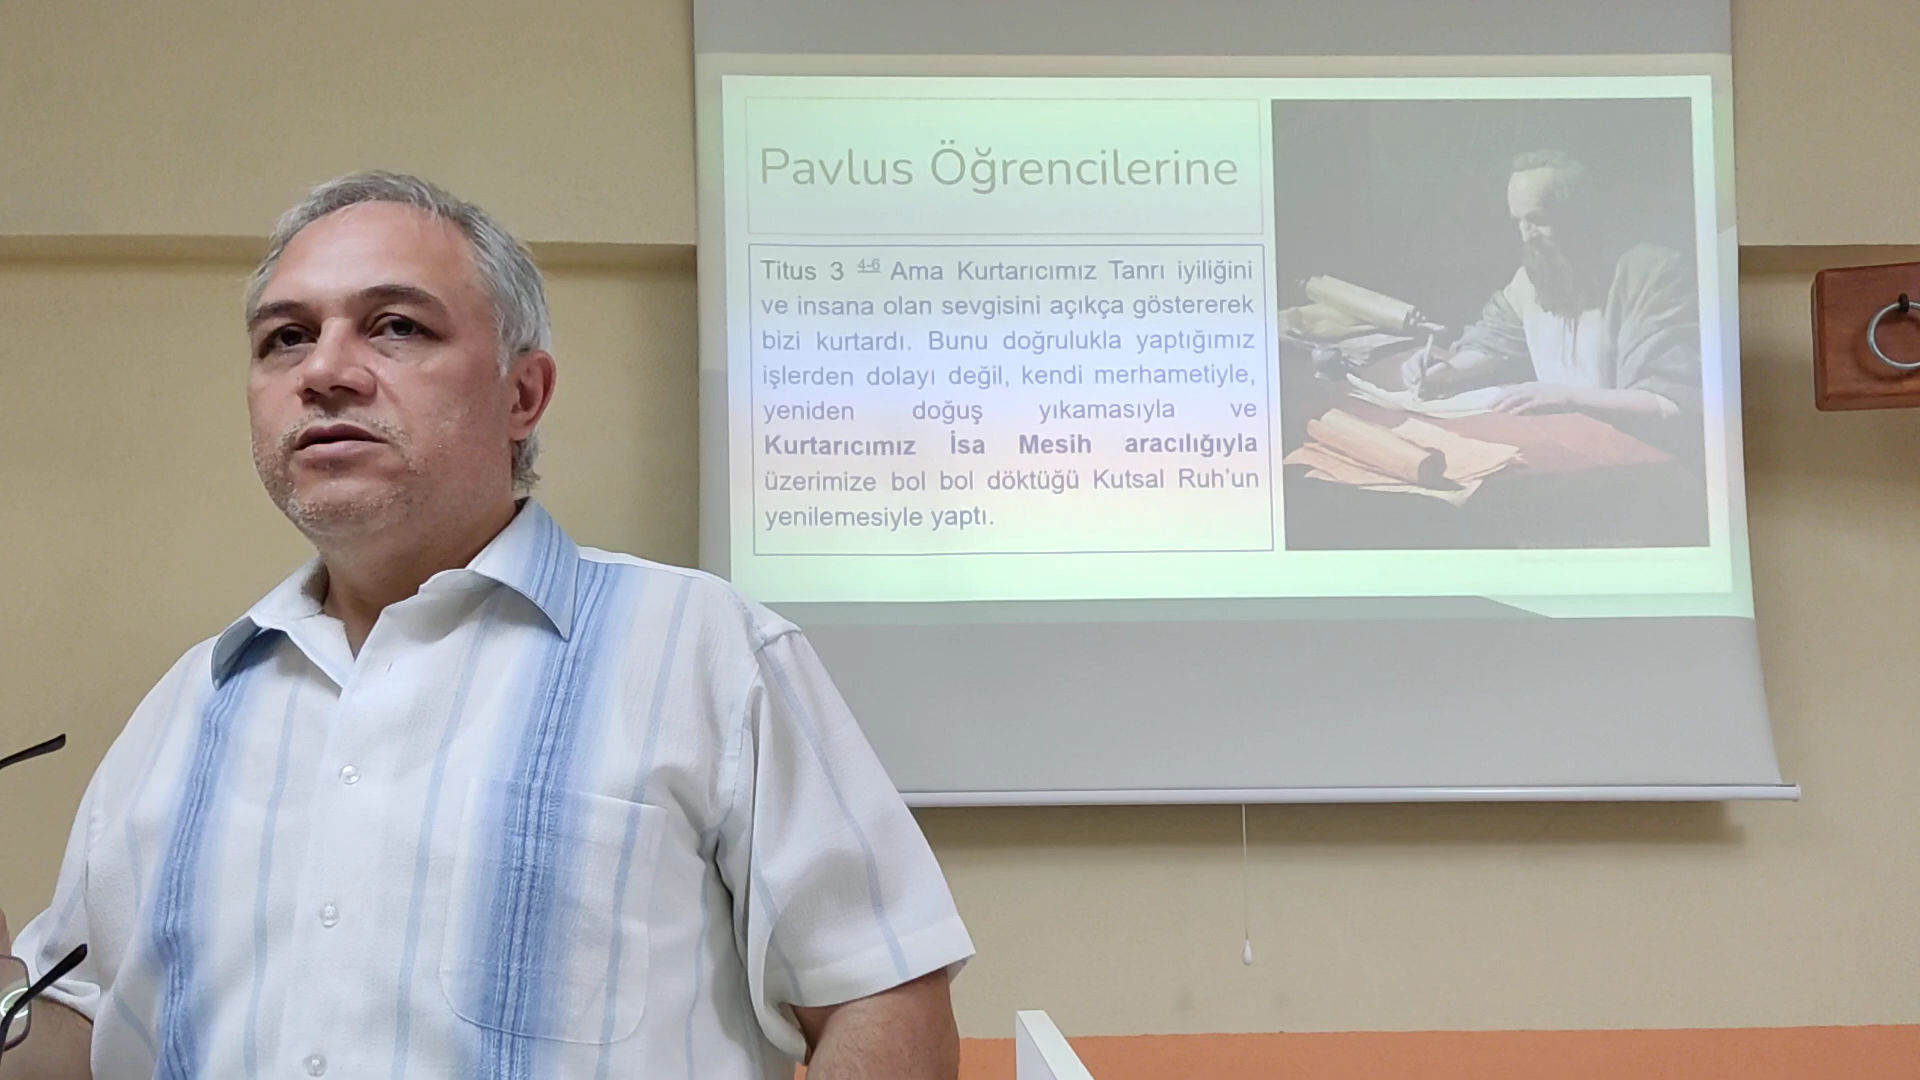 Pavlus Öğrencilerine
Titus 3 4-6 Ama Kurtarıcımız Tanrı iyiliğini
ve insana olan sevgisini açıkça göstererek
bizi kurtardı. Bunu doğrulukla yaptığımız
işlerden dolayı değil, kendi merhametiyle,
yeniden doğuş yıkamasıyla ve
Kurtarıcımız İsa Mesih aracılığıyla
üzerimize bol bol döktüğü Kutsal Ruh'un
yenilemesiyle yaptı.